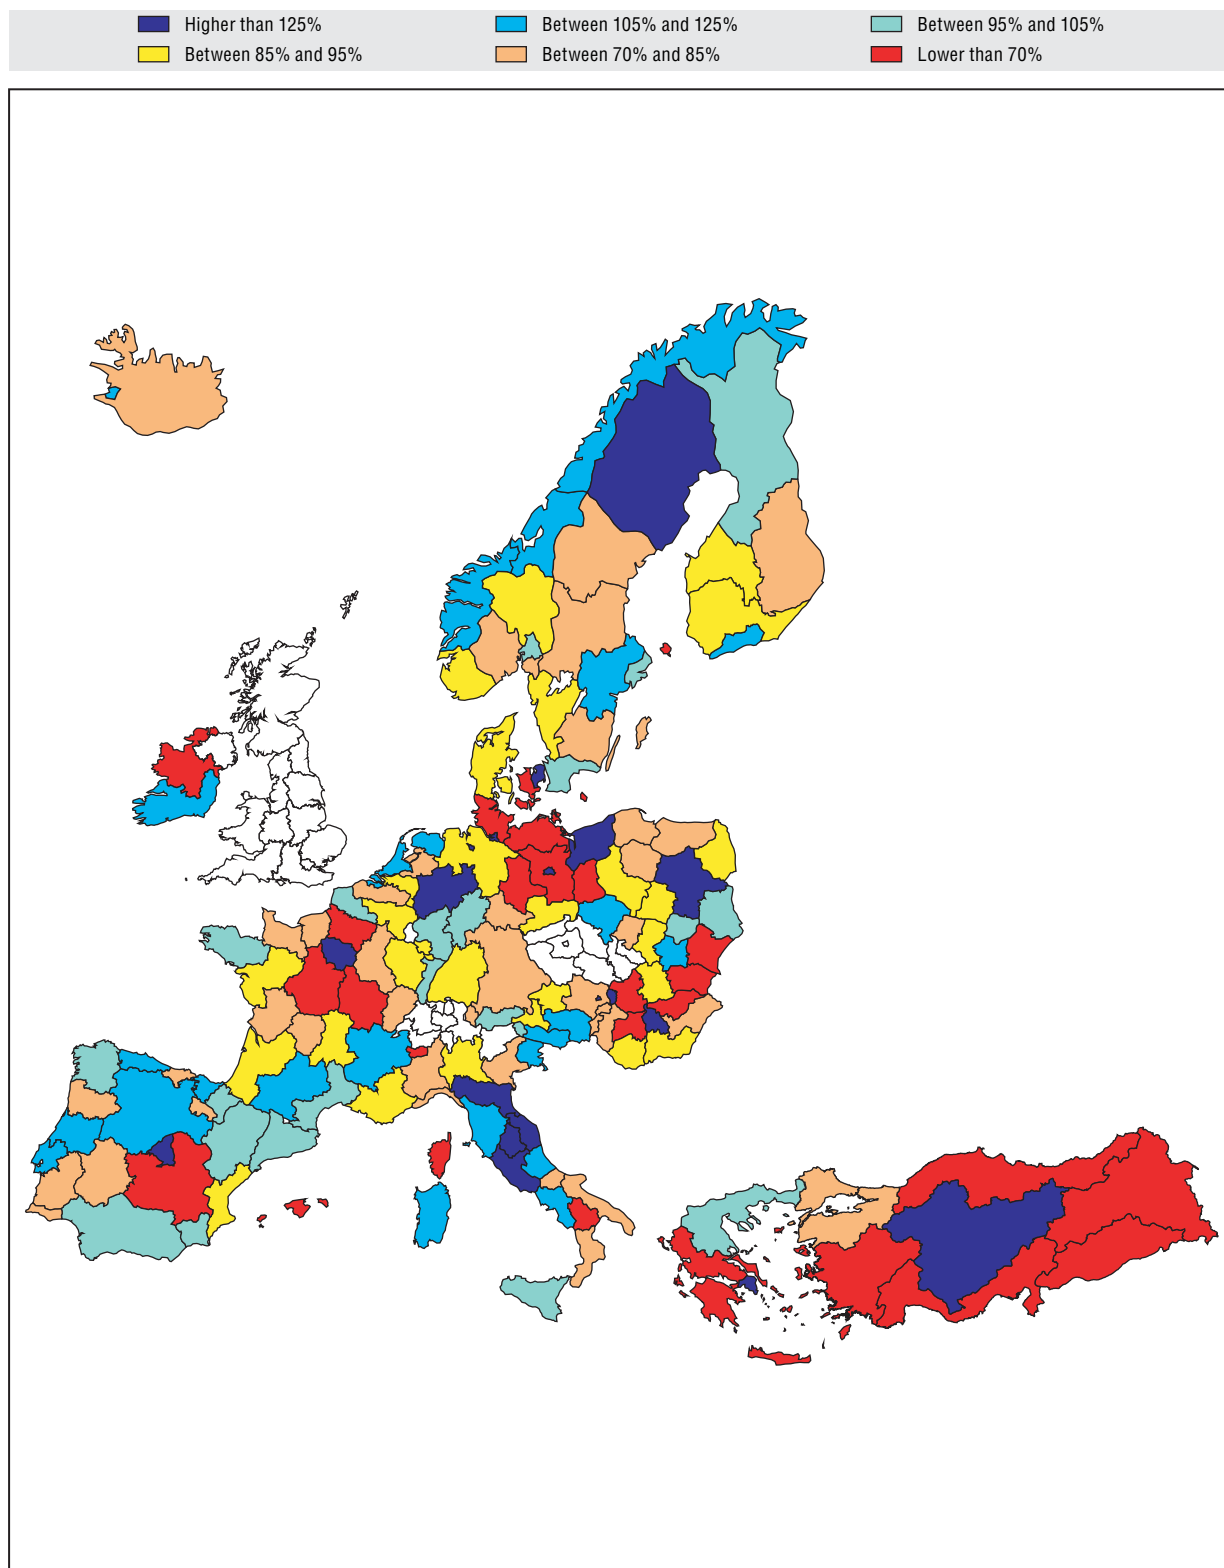 Higher than 125% Between 105% and 125% Between 95% and 105%
Between 85% and 95% Between 70% and 85% Lower than 70%